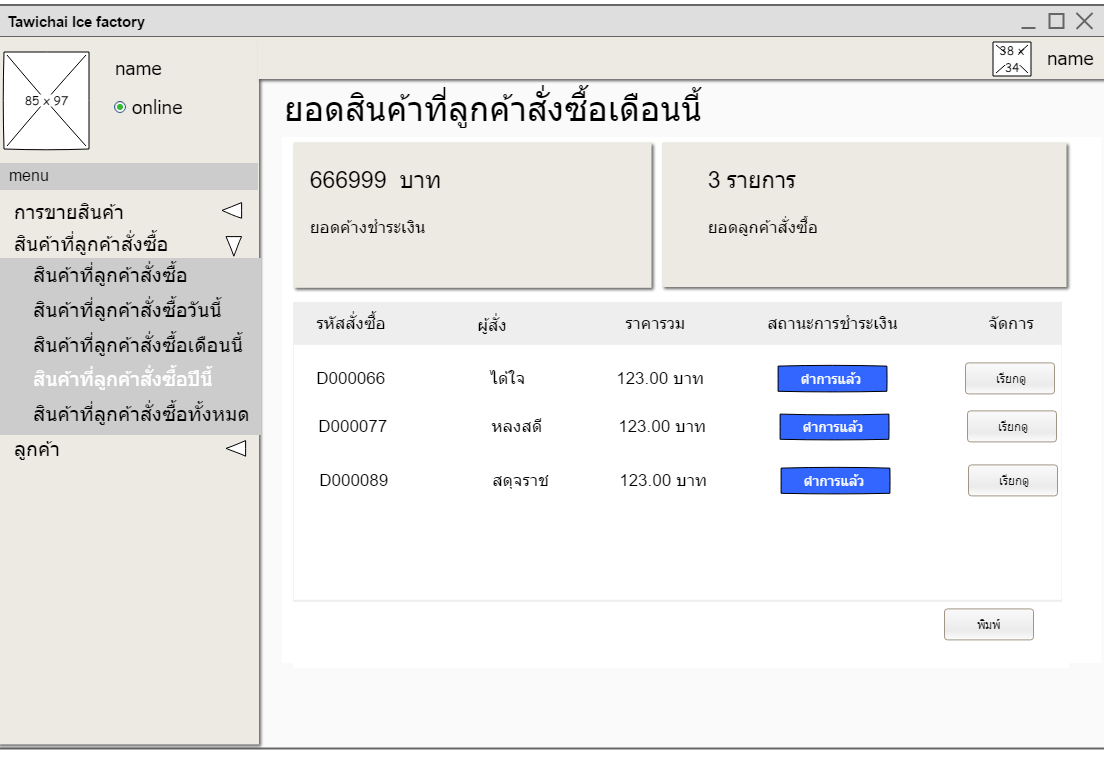 Tawichai Ice factory
38 x 34
name
85 x 97
name
online
menu
การขายสินค้า
สินค้าที่ลูกค้าสั่งซื้อ
สินค้าที่ลูกค้าสั่งซื้อ
สินค้าที่ลูกค้าสั่งซื้อวันนี้
สินค้าที่ลูกค้าสั่งซื้อเดือนนี้
สินค้าที่ลูกค้าสั่งซื้อปีนี้
สินค้าที่ลูกค้าสั่งซื้อทั้งหมด
ลูกค้า
ยอดสินค้าที่ลูกค้าสั่งซื้อเดือนนี้
666999 บาท
ยอดค้างชำระเงิน
3 รายการ
ยอดลูกค้าสั่งซื้อ
รหัสสั่งซื้อ ผู้สั่ง ราคารวม สถานะการชำระเงิน จัดการ
D000066 ได้ใจ 123.00 บาท ดำการแล้ว เรียกดู
D000077 หลงสดี 123.00 บาท ดำการแล้ว เรียกดู
D000089 สดุจราช 123.00 บาท ดำการแล้ว เรียกดู
พิมพ์